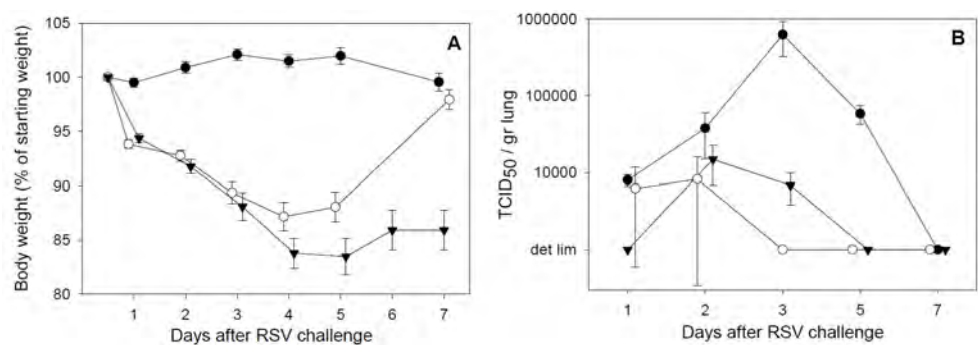 A
Body weight (% of starting weight)
105
100
95
90
85
80
1 2 3 4 5 6 7
Days after RSV challenge
B
TCID50 / gr lung
1000000
100000
10000
det lim
1 2 3 5 7
Days after RSV challenge